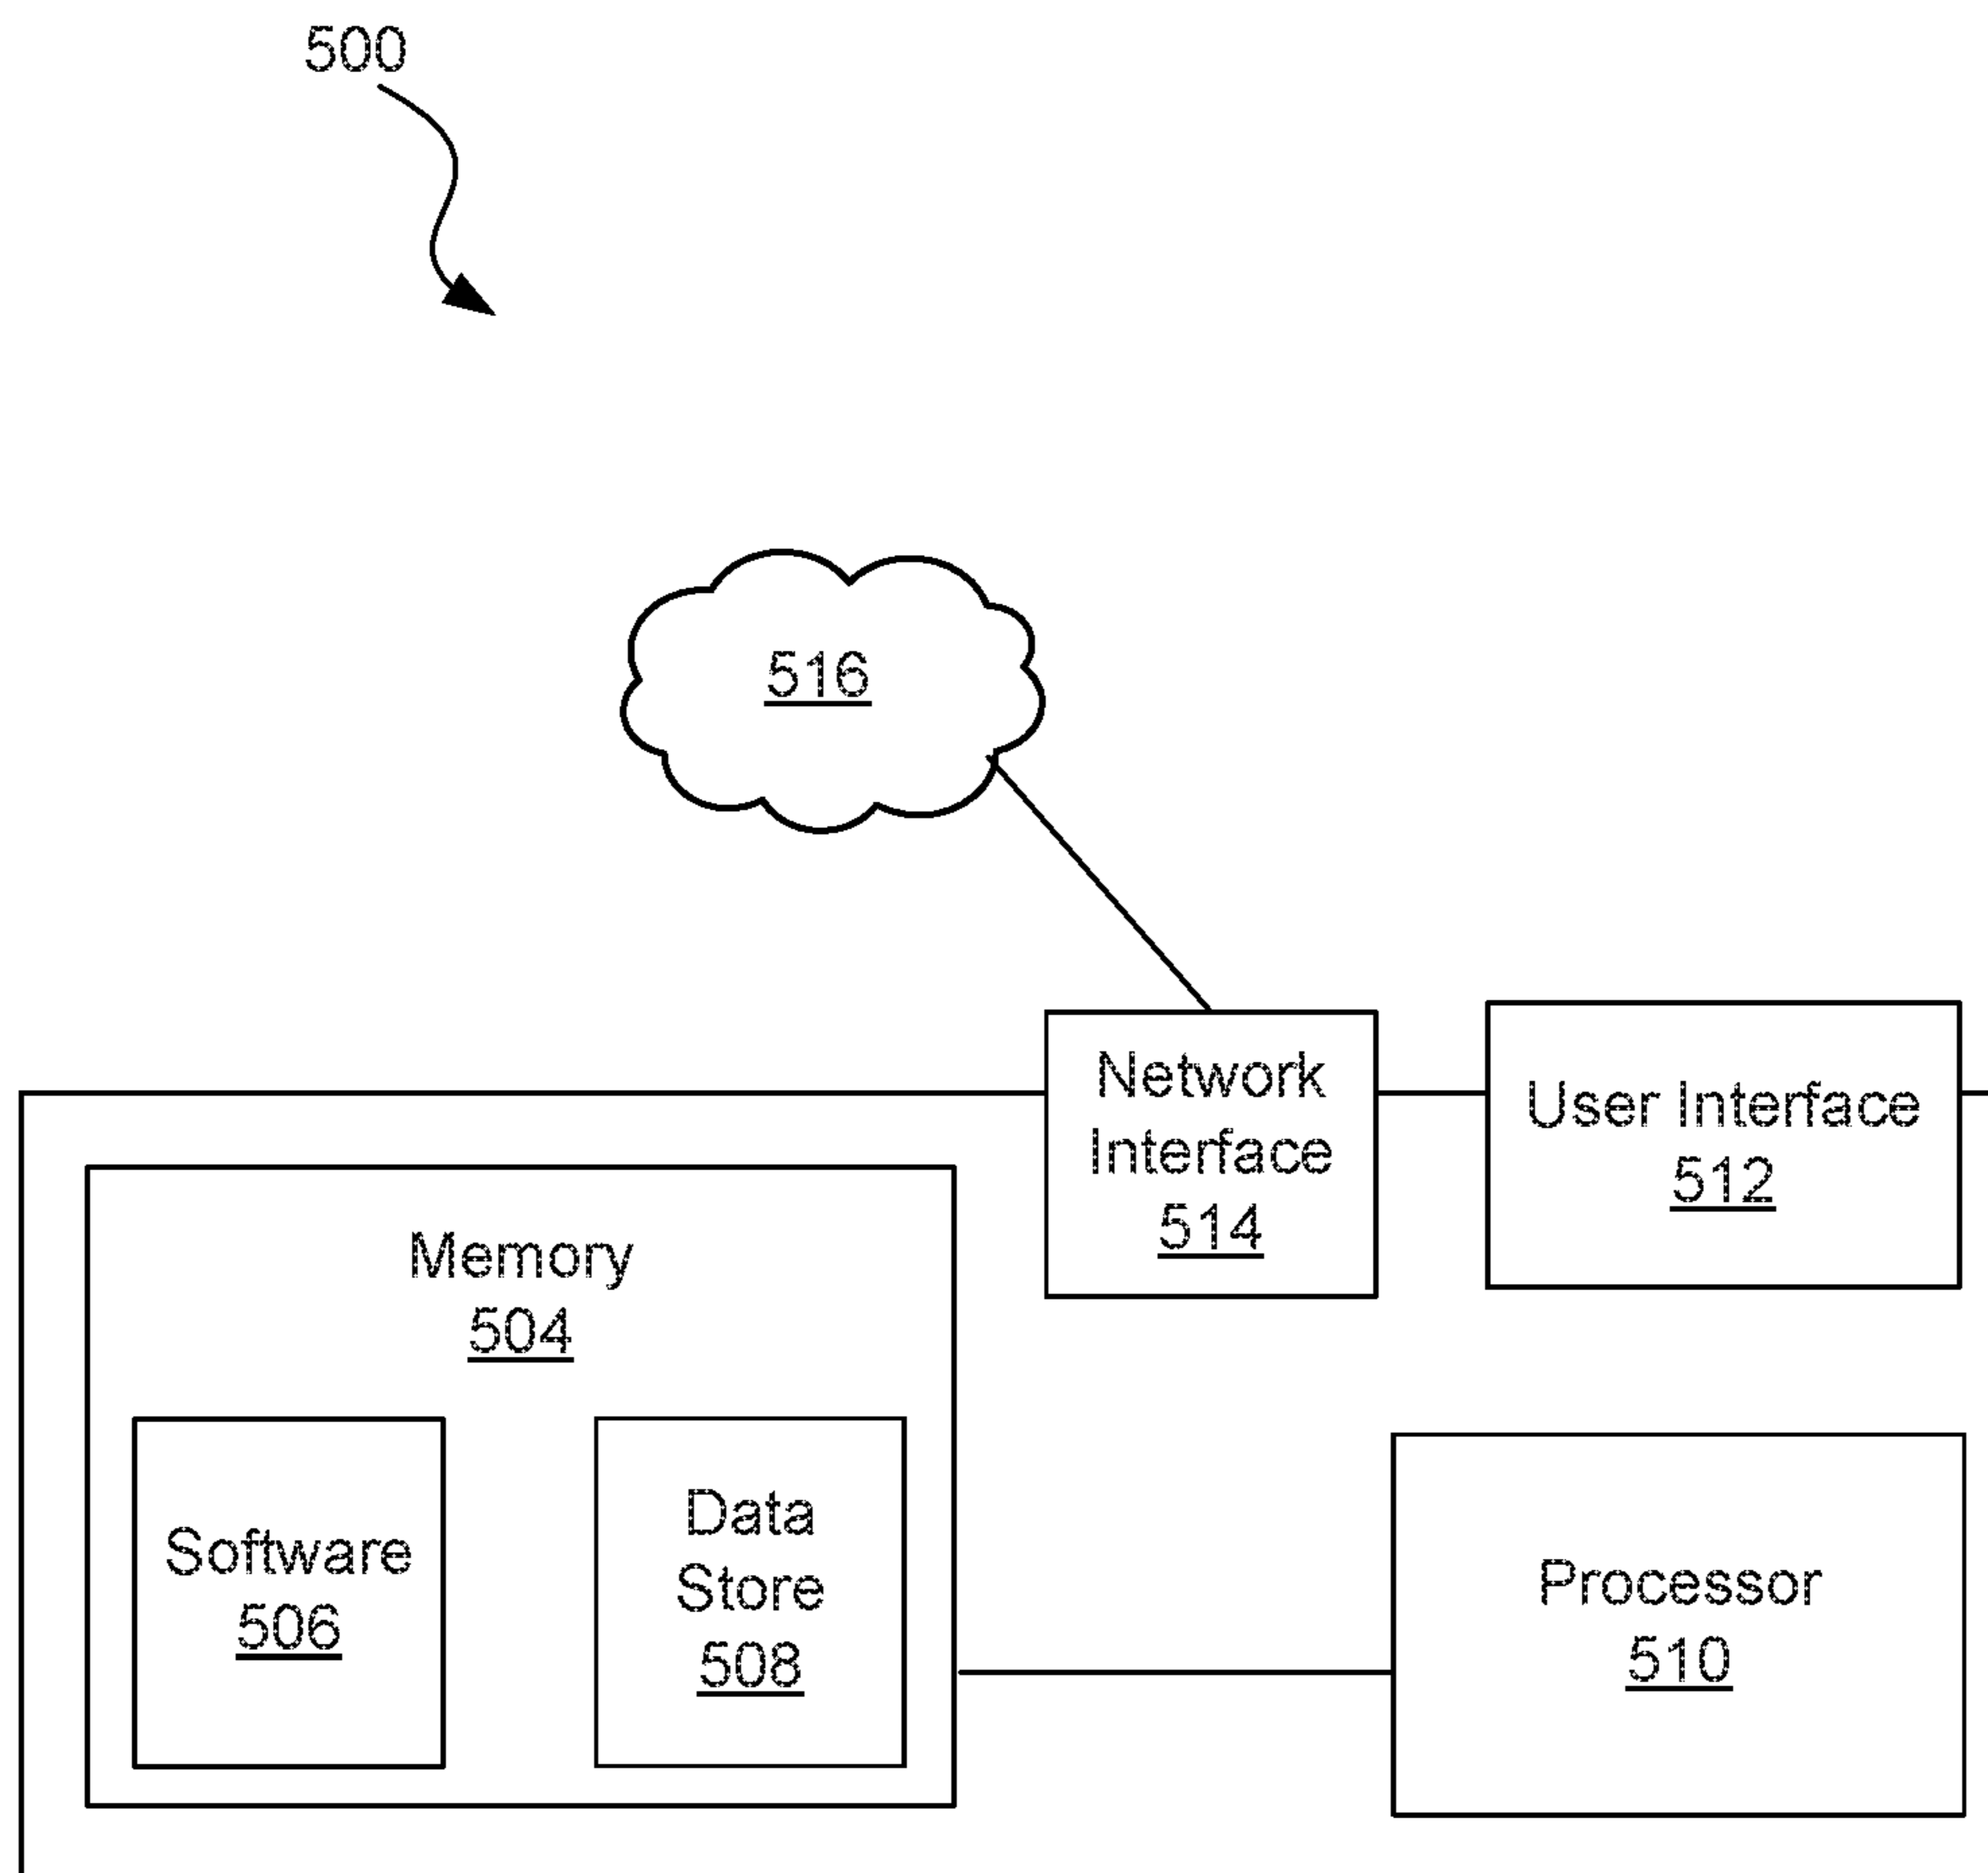 500
516
Network
Interface
514
User Interface
512
Memory
504
Software
506
Data
Store
508
Processor
510